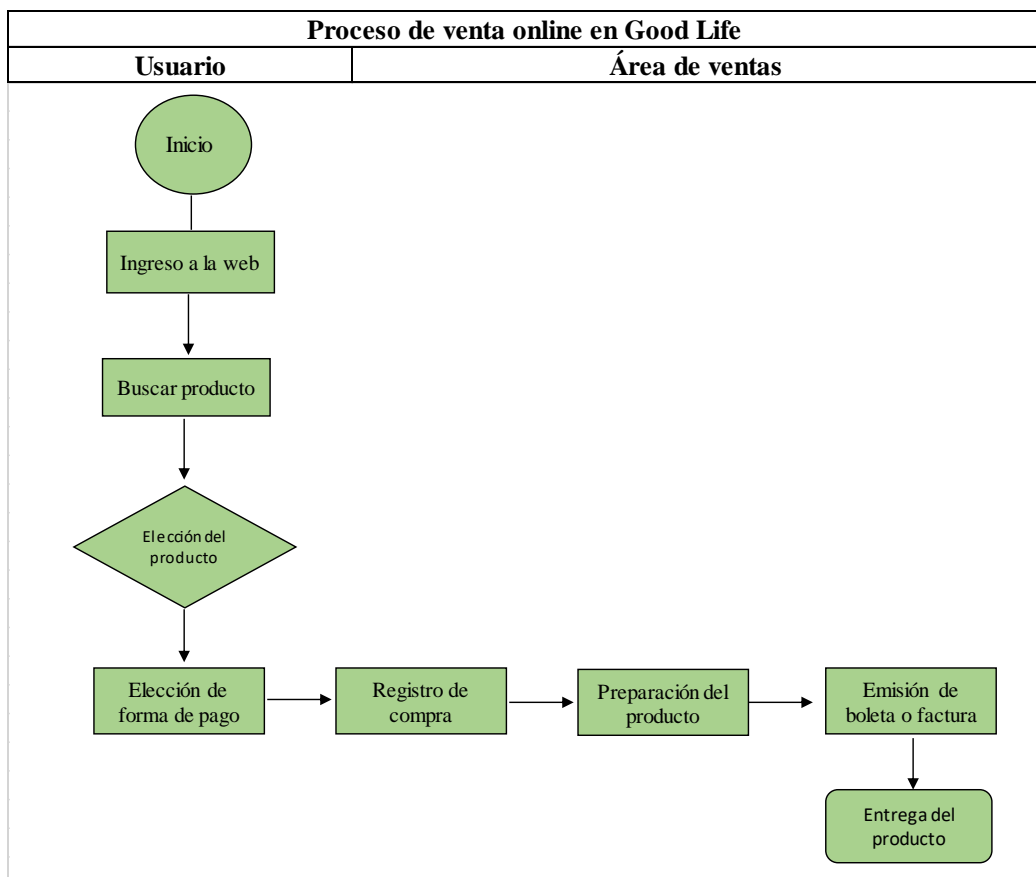 Proceso de venta online en Good Life
Usuario
Área de ventas
Inicio
Ingreso a la web
Buscar producto
Elección del
producto
Elección de
forma de pago
Registro de
compra
Preparación del
producto
Emisión de
boleta o factura
Entrega del
producto